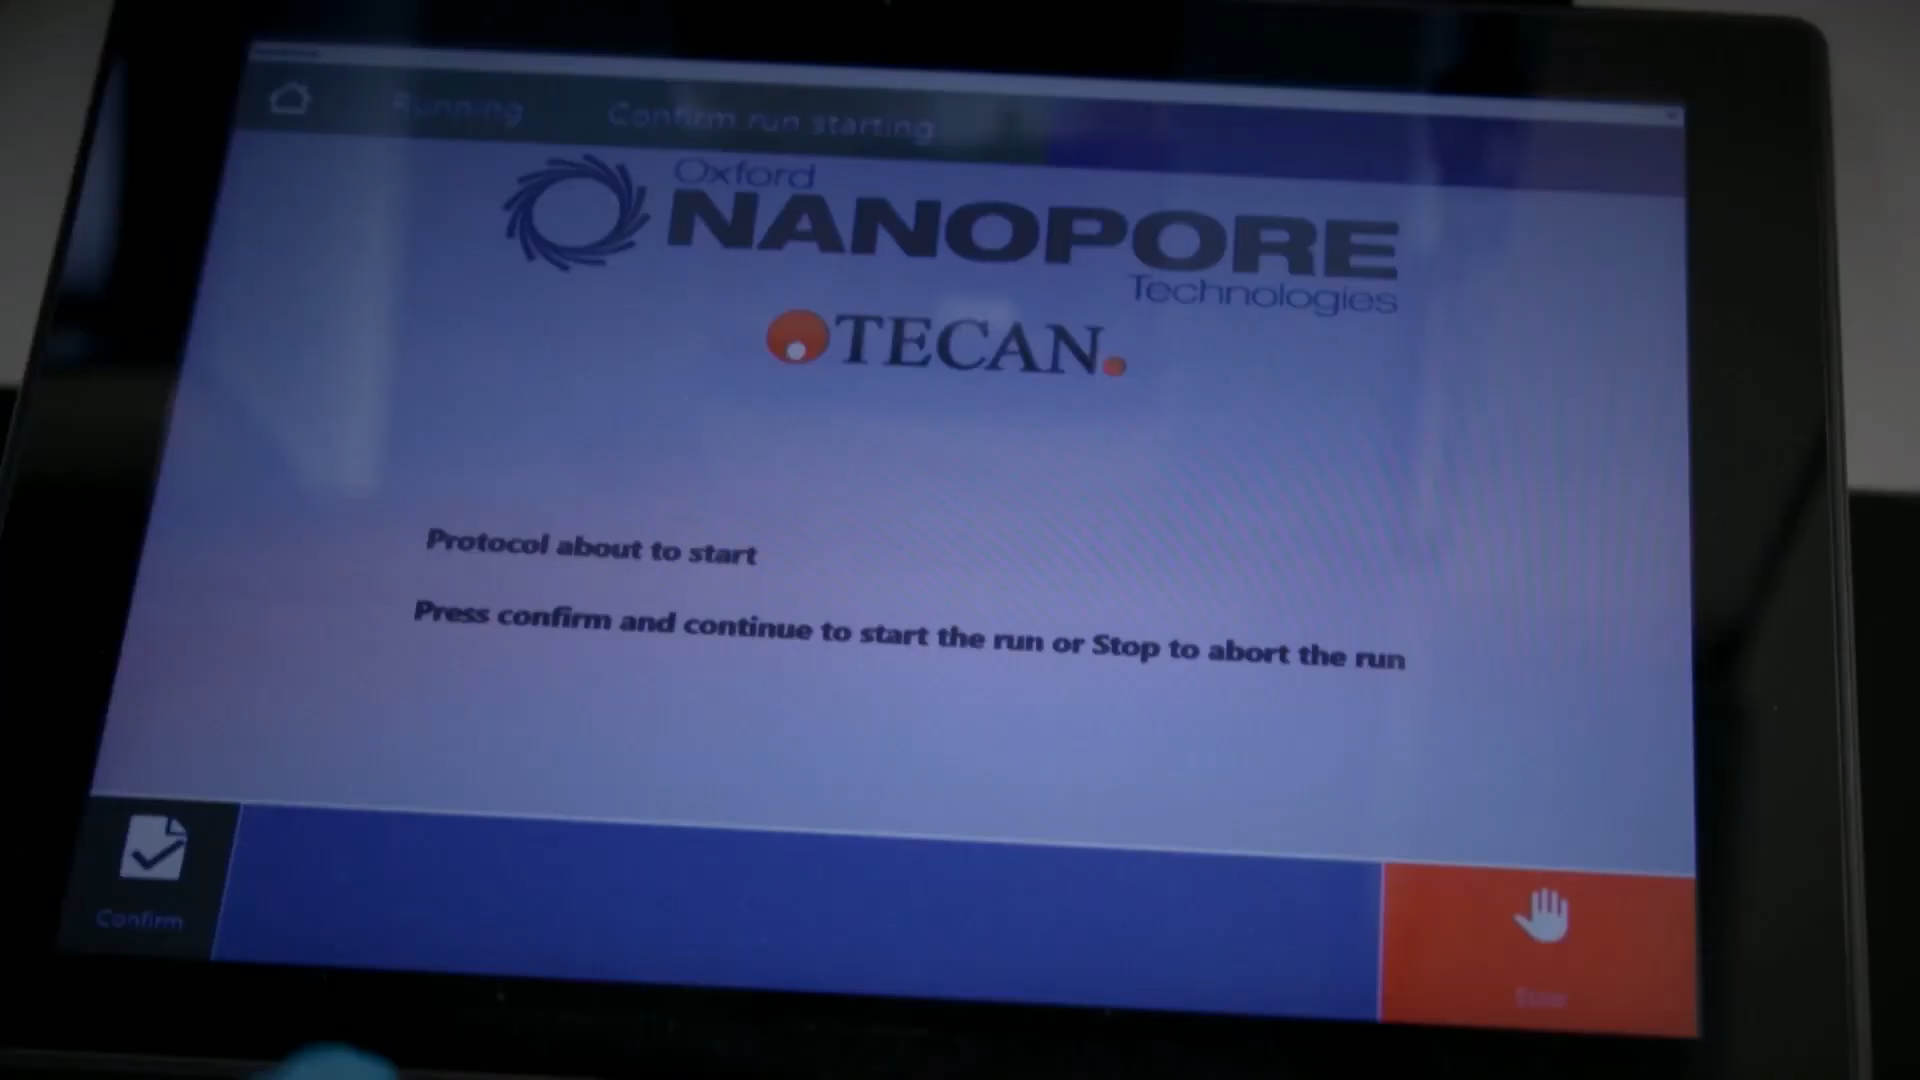 Running Confirm run starting
Oxford
NANOPORE
Technologies
TECAN.
Protocol about to start
Press confirm and continue to start the run or Stop to abort the run
Confirm
Stop